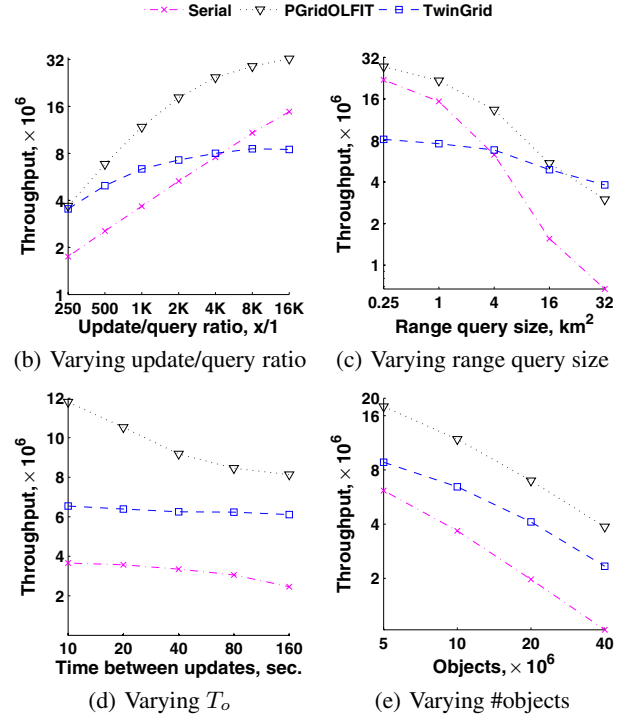 Serial PGridOLFIT TwinGrid
Throughput, × 10^6
32
16
8
4
2
1
250 500 1K 2K 4K 8K 16K
Update/query ratio, x/1
(b) Varying update/query ratio
Throughput, × 10^6
32
16
8
4
2
1
0.25 1 4 16 32
Range query size, km^2
(c) Varying range query size
Throughput, × 10^6
12
10
8
6
4
2
10 20 40 80 160
Time between updates, sec.
(d) Varying T_o
Throughput, × 10^6
20
16
8
4
2
5 10 20 40
Objects, × 10^6
(e) Varying #objects